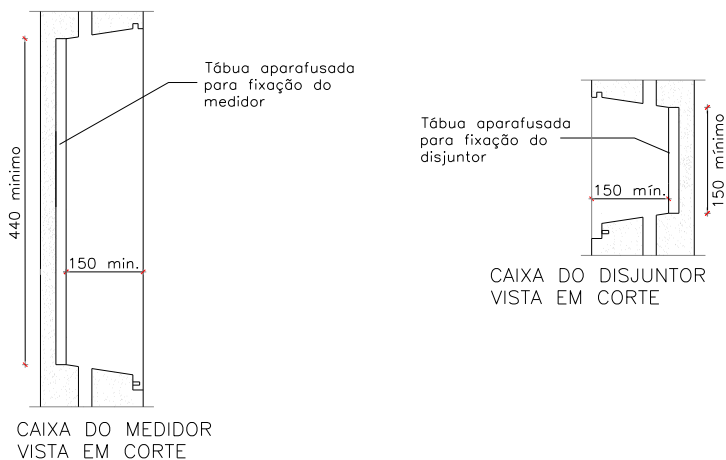 Tábua aparafusada
para fixação do
medidor
440 minimo
150 min.
CAIXA DO MEDIDOR
VISTA EM CORTE
Tábua aparafusada
para fixação do
disjuntor
150 mín.
150 mínimo
CAIXA DO DISJUNTOR
VISTA EM CORTE